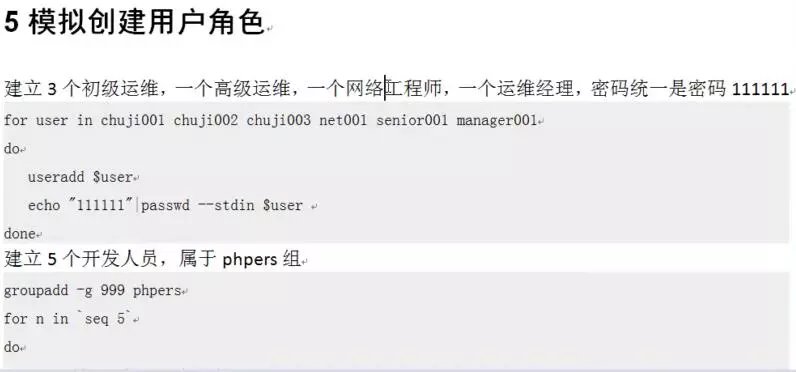 5 模拟创建用户角色
建立 3 个初级运维，一个高级运维，一个网络工程师，一个运维经理，密码统一是密码 111111
for user in chuji001 chuji002 chuji003 net001 senior001 manager001
do
useradd $user
echo "111111"|passwd --stdin $user
done
建立 5 个开发人员，属于 phpers 组
groupadd -g 999 phpers
for n in `seq 5`
do